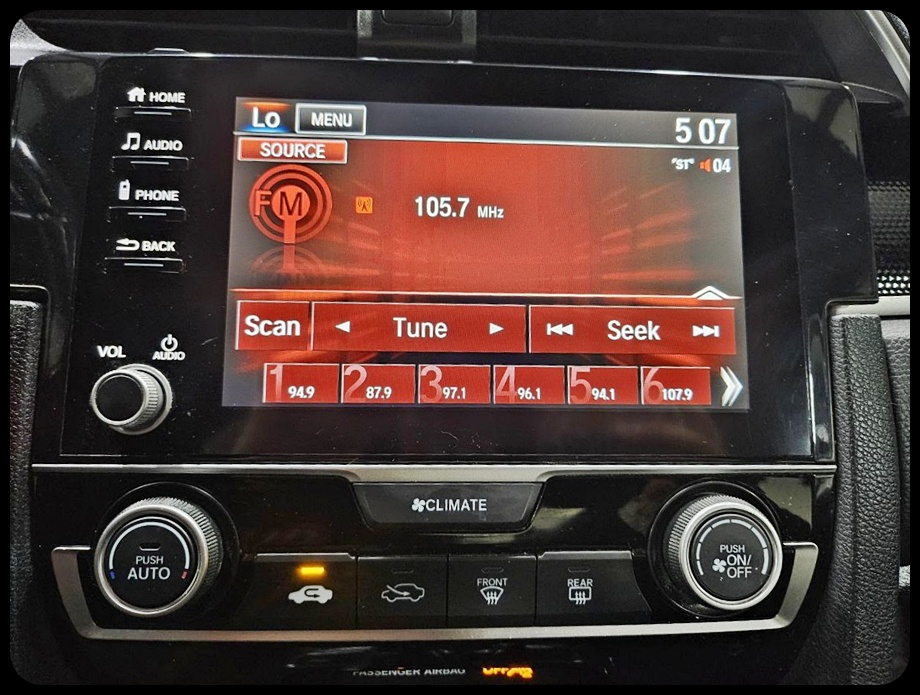 HOME
AUDIO
PHONE
BACK
VOL
AUDIO
Lo MENU 5 07
SOURCE "ST" 04
FM 105.7 MHz
Scan Tune Seek
1 94.9 2 87.9 3 97.1 4 96.1 5 94.1 6 107.9
CLIMATE
PUSH
AUTO
FRONT REAR
PUSH
ON/
OFF
PASSENGER AIRBAG OFF